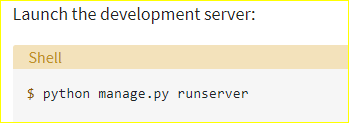 Launch the development server:
Shell
$ python manage.py runserver